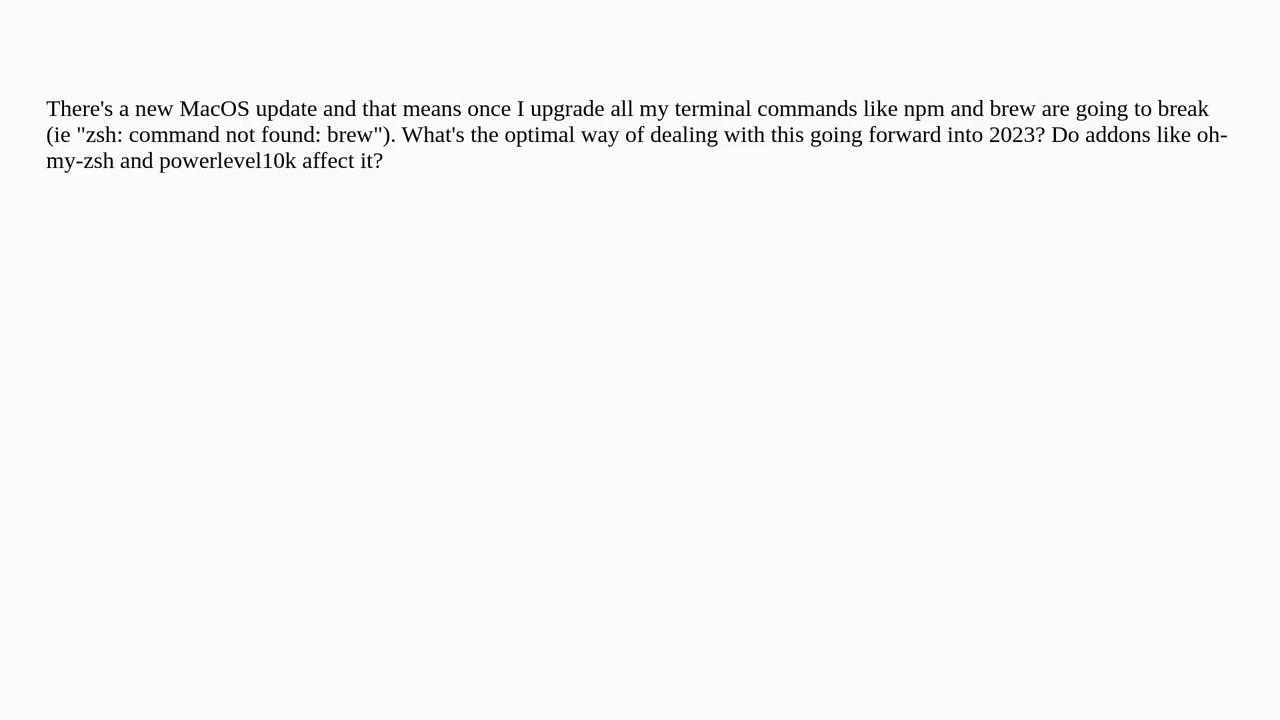 There's a new MacOS update and that means once I upgrade all my terminal commands like npm and brew are going to break
(ie "zsh: command not found: brew"). What's the optimal way of dealing with this going forward into 2023? Do addons like oh-
my-zsh and powerlevel10k affect it?